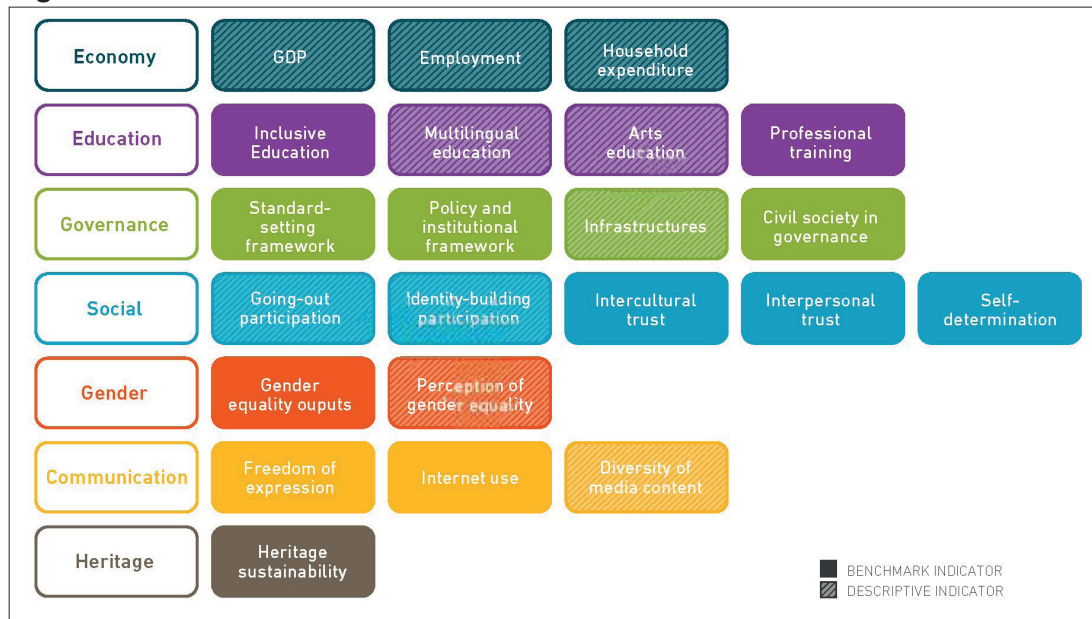 Economy
GDP
Employment
Household
expenditure
Education
Inclusive
Education
Multilingual
education
Arts
education
Professional
training
Governance
Standard-
setting
framework
Policy and
institutional
framework
Infrastructures
Civil society in
governance
Social
Going-out
participation
Identity-building
participation
Intercultural
trust
Interpersonal
trust
Self-
determination
Gender
Gender
equality ouputs
Perception of
gender equality
Communication
Freedom of
expression
Internet use
Diversity of
media content
Heritage
Heritage
sustainability
BENCHMARK INDICATOR
DESCRIPTIVE INDICATOR